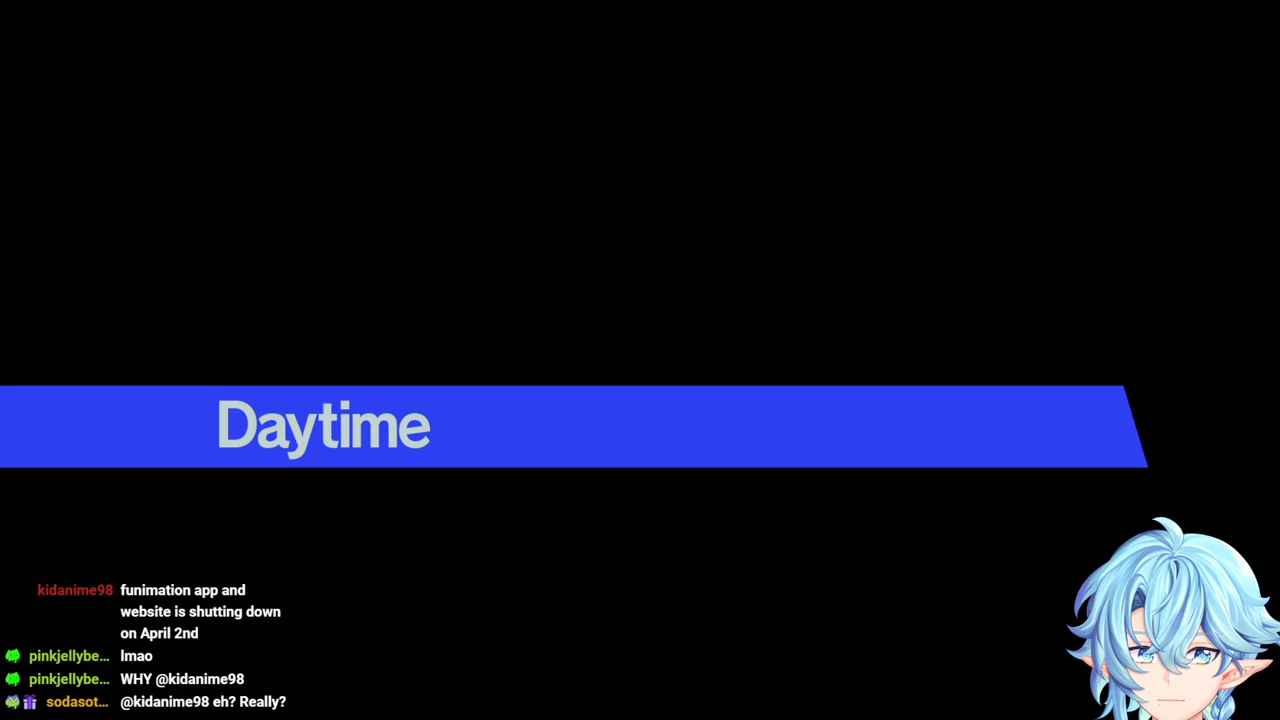 Daytime
kidanime98 funimation app and
website is shutting down
on April 2nd
pinkjellybe... lmao
pinkjellybe... WHY @kidanime98
sodasot... @kidanime98 eh? Really?